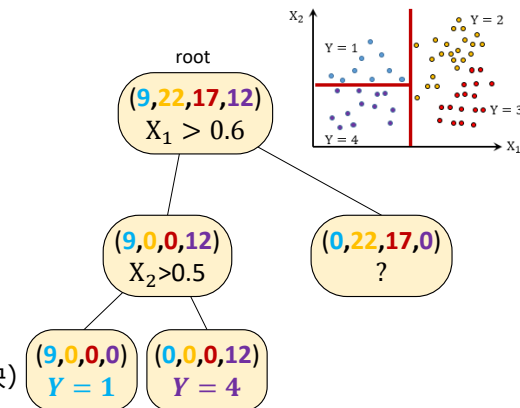 root
(9,22,17,12)
X₁ > 0.6
X₂
Y = 1
Y = 2
Y = 3
Y = 4
X₁
(9,0,0,12)
X₂>0.5
(0,22,17,0)
?
(9,0,0,0)
Y = 1
(0,0,0,12)
Y = 4
)